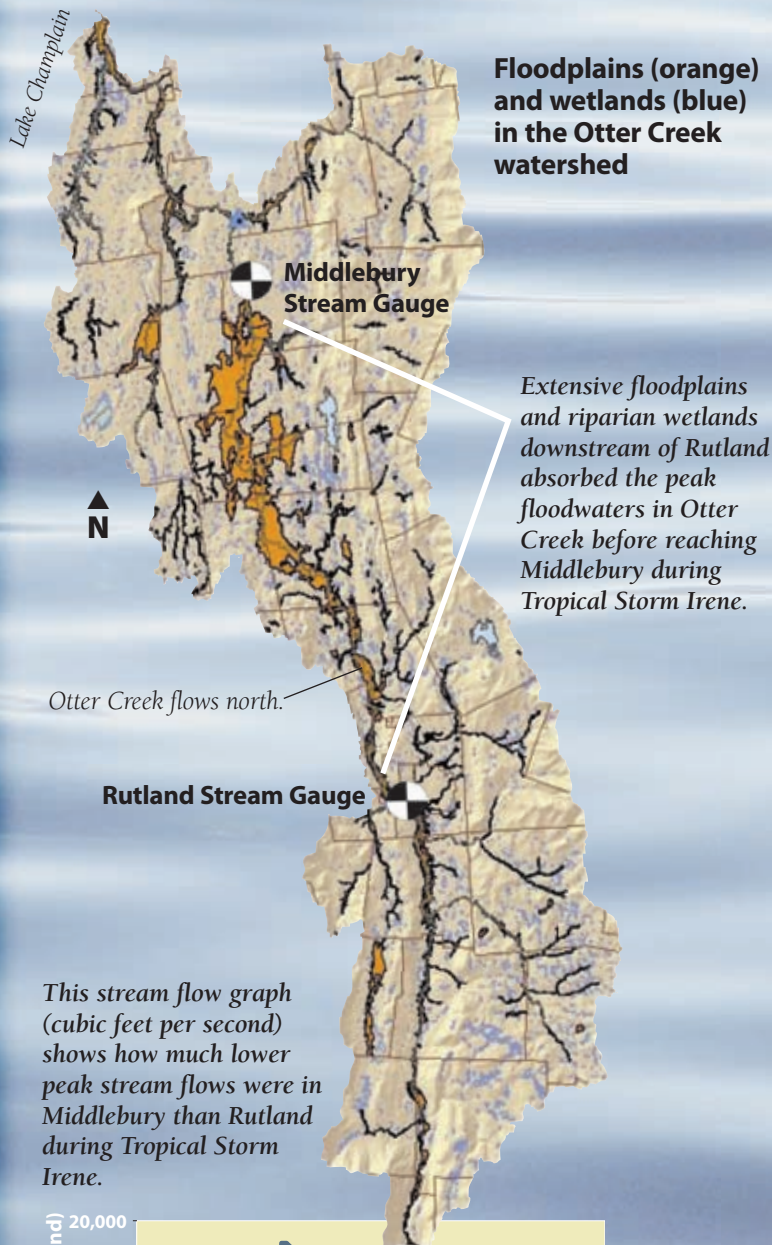 Lake Champlain
Floodplains (orange)
and wetlands (blue)
in the Otter Creek
watershed
Middlebury
Stream Gauge
Extensive floodplains
and riparian wetlands
downstream of Rutland
absorbed the peak
floodwaters in Otter
Creek before reaching
Middlebury during
Tropical Storm Irene.
N
Otter Creek flows north.
Rutland Stream Gauge
This stream flow graph
(cubic feet per second)
shows how much lower
peak stream flows were in
Middlebury than Rutland
during Tropical Storm
Irene.
20,000